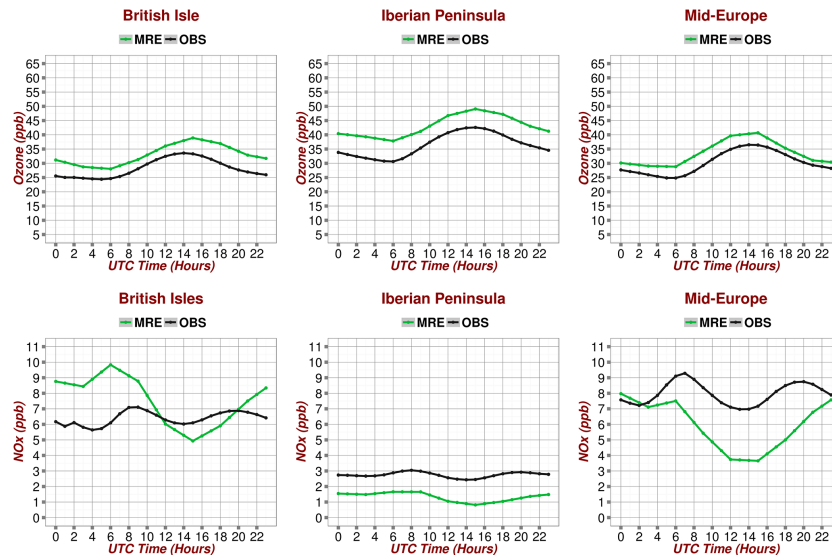 British Isle
MRE OBS
Ozone (ppb)
65
60
55
50
45
40
35
30
25
20
15
10
5
0 2 4 6 8 10 12 14 16 18 20 22
UTC Time (Hours)
Iberian Peninsula
MRE OBS
Ozone (ppb)
65
60
55
50
45
40
35
30
25
20
15
10
5
0 2 4 6 8 10 12 14 16 18 20 22
UTC Time (Hours)
Mid-Europe
MRE OBS
Ozone (ppb)
65
60
55
50
45
40
35
30
25
20
15
10
5
0 2 4 6 8 10 12 14 16 18 20 22
UTC Time (Hours)
British Isles
MRE OBS
NOx (ppb)
11
10
9
8
7
6
5
4
3
2
1
0
0 2 4 6 8 10 12 14 16 18 20 22
UTC Time (Hours)
Iberian Peninsula
MRE OBS
NOx (ppb)
11
10
9
8
7
6
5
4
3
2
1
0
0 2 4 6 8 10 12 14 16 18 20 22
UTC Time (Hours)
Mid-Europe
MRE OBS
NOx (ppb)
11
10
9
8
7
6
5
4
3
2
1
0
0 2 4 6 8 10 12 14 16 18 20 22
UTC Time (Hours)